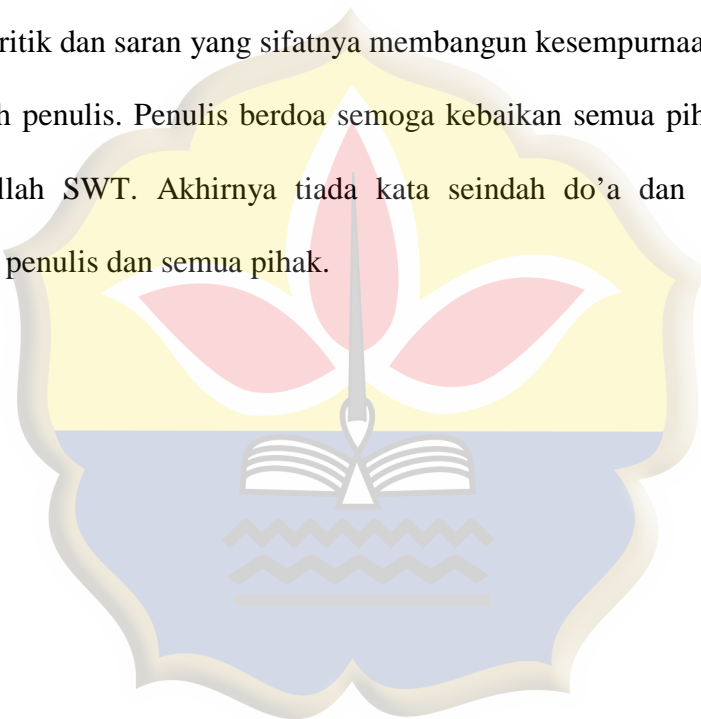 ritik dan saran yang sifatnya membangun kesempurnaa
h penulis. Penulis berdoa semoga kebaikan semua pih
llah SWT. Akhirnya tiada kata seindah do’a dan
penulis dan semua pihak.